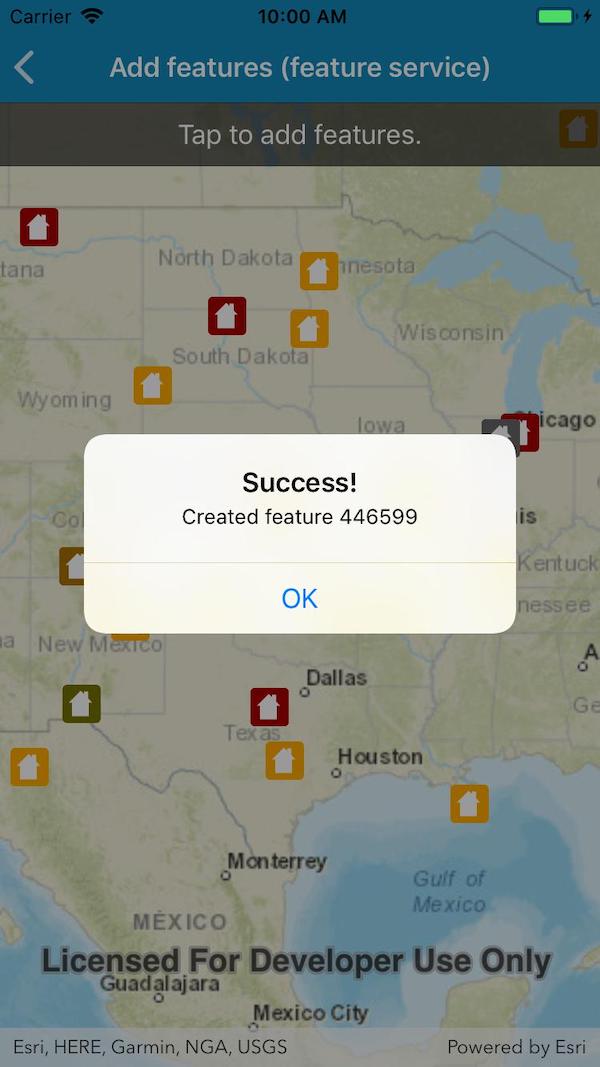 Carrier
10:00 AM
Add features (feature service)
Tap to add features.
tana
North Dakota
nnesota
Wisconsin
South Dakota
Wyoming
Iowa
Chicago
Success!
Created feature 446599
Col
is
Kentuck
OK
nessee
New Mexico
A
Dallas
Ge
Texas
Houston
Monterrey
Gulf of
Mexico
MÉXICO
Licensed For Developer Use Only
Guadalajara
Mexico City
Esri, HERE, Garmin, NGA, USGS
Powered by Esri